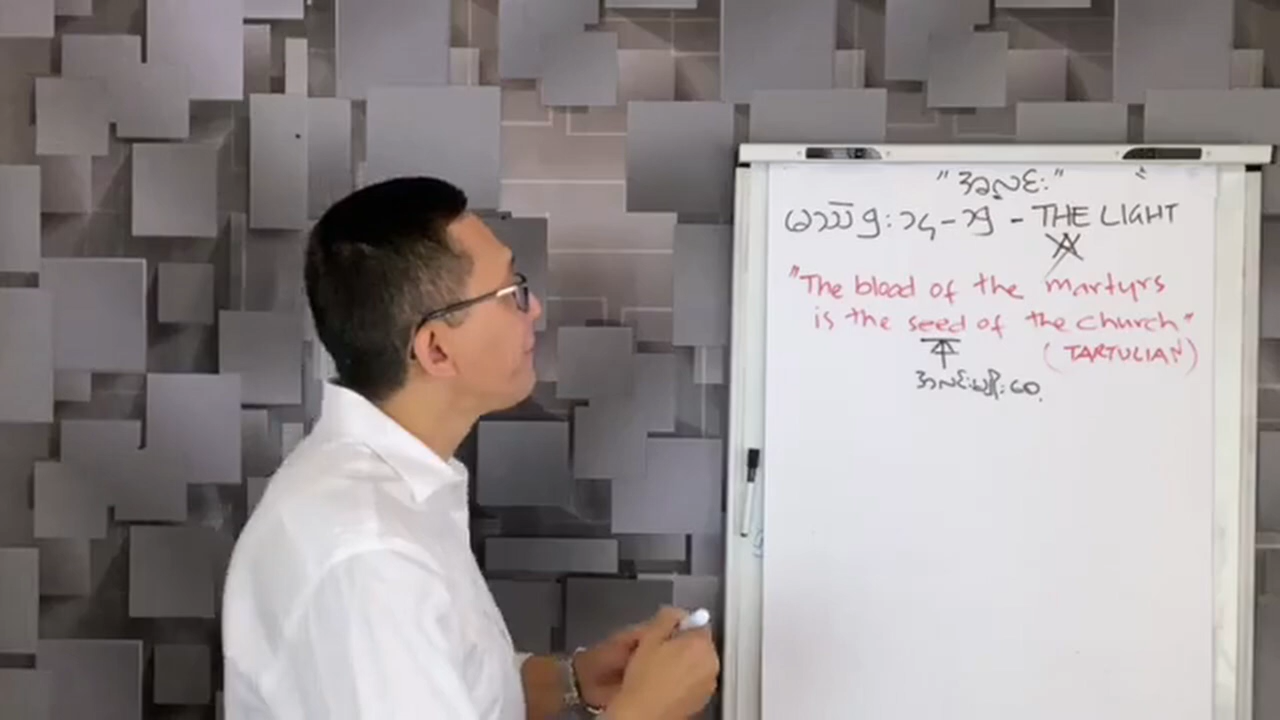 "အလင်း"
မဿဲ ၅: ၁၄-၁၅ - THE LIGHT
"The blood of the martyrs
is the seed of the church"
(TARTULIAN)